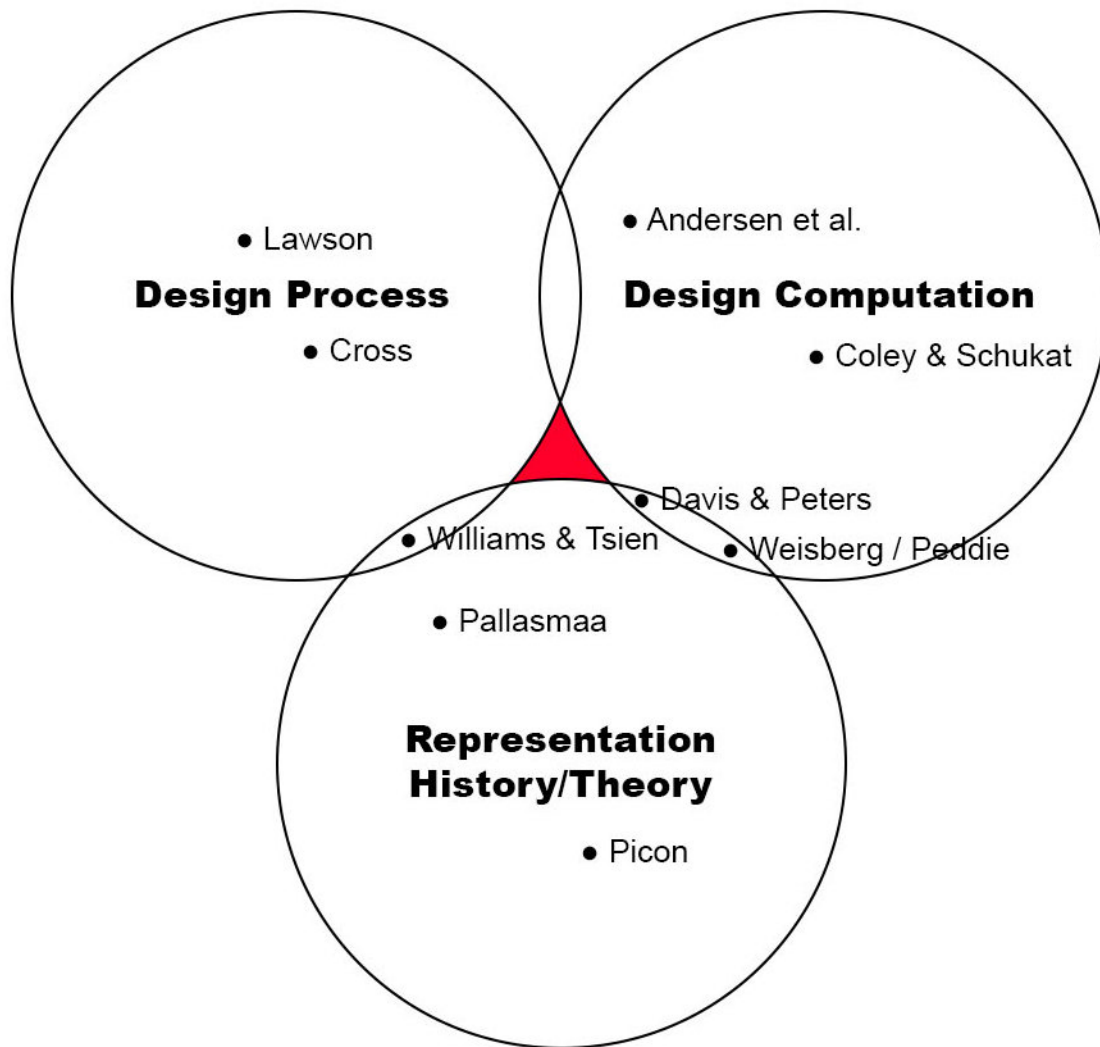 Andersen et al.
Lawson
Design Process
Design Computation
Cross
Coley & Schukat
Davis & Peters
Williams & Tsien
Weisberg / Peddie
Pallasmaa
Representation
History/Theory
Picon